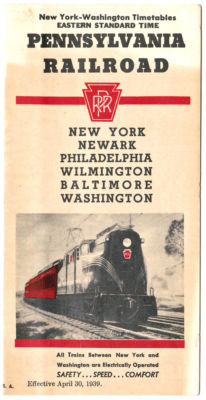 New York-Washington Timetables
EASTERN STANDARD TIME
PENNSYLVANIA
RAILROAD
PRR
NEW YORK
NEWARK
PHILADELPHIA
WILMINGTON
BALTIMORE
WASHINGTON
All Trains Between New York and
Washington are Electrically Operated
SAFETY...SPEED...COMFORT
Effective April 30, 1939.